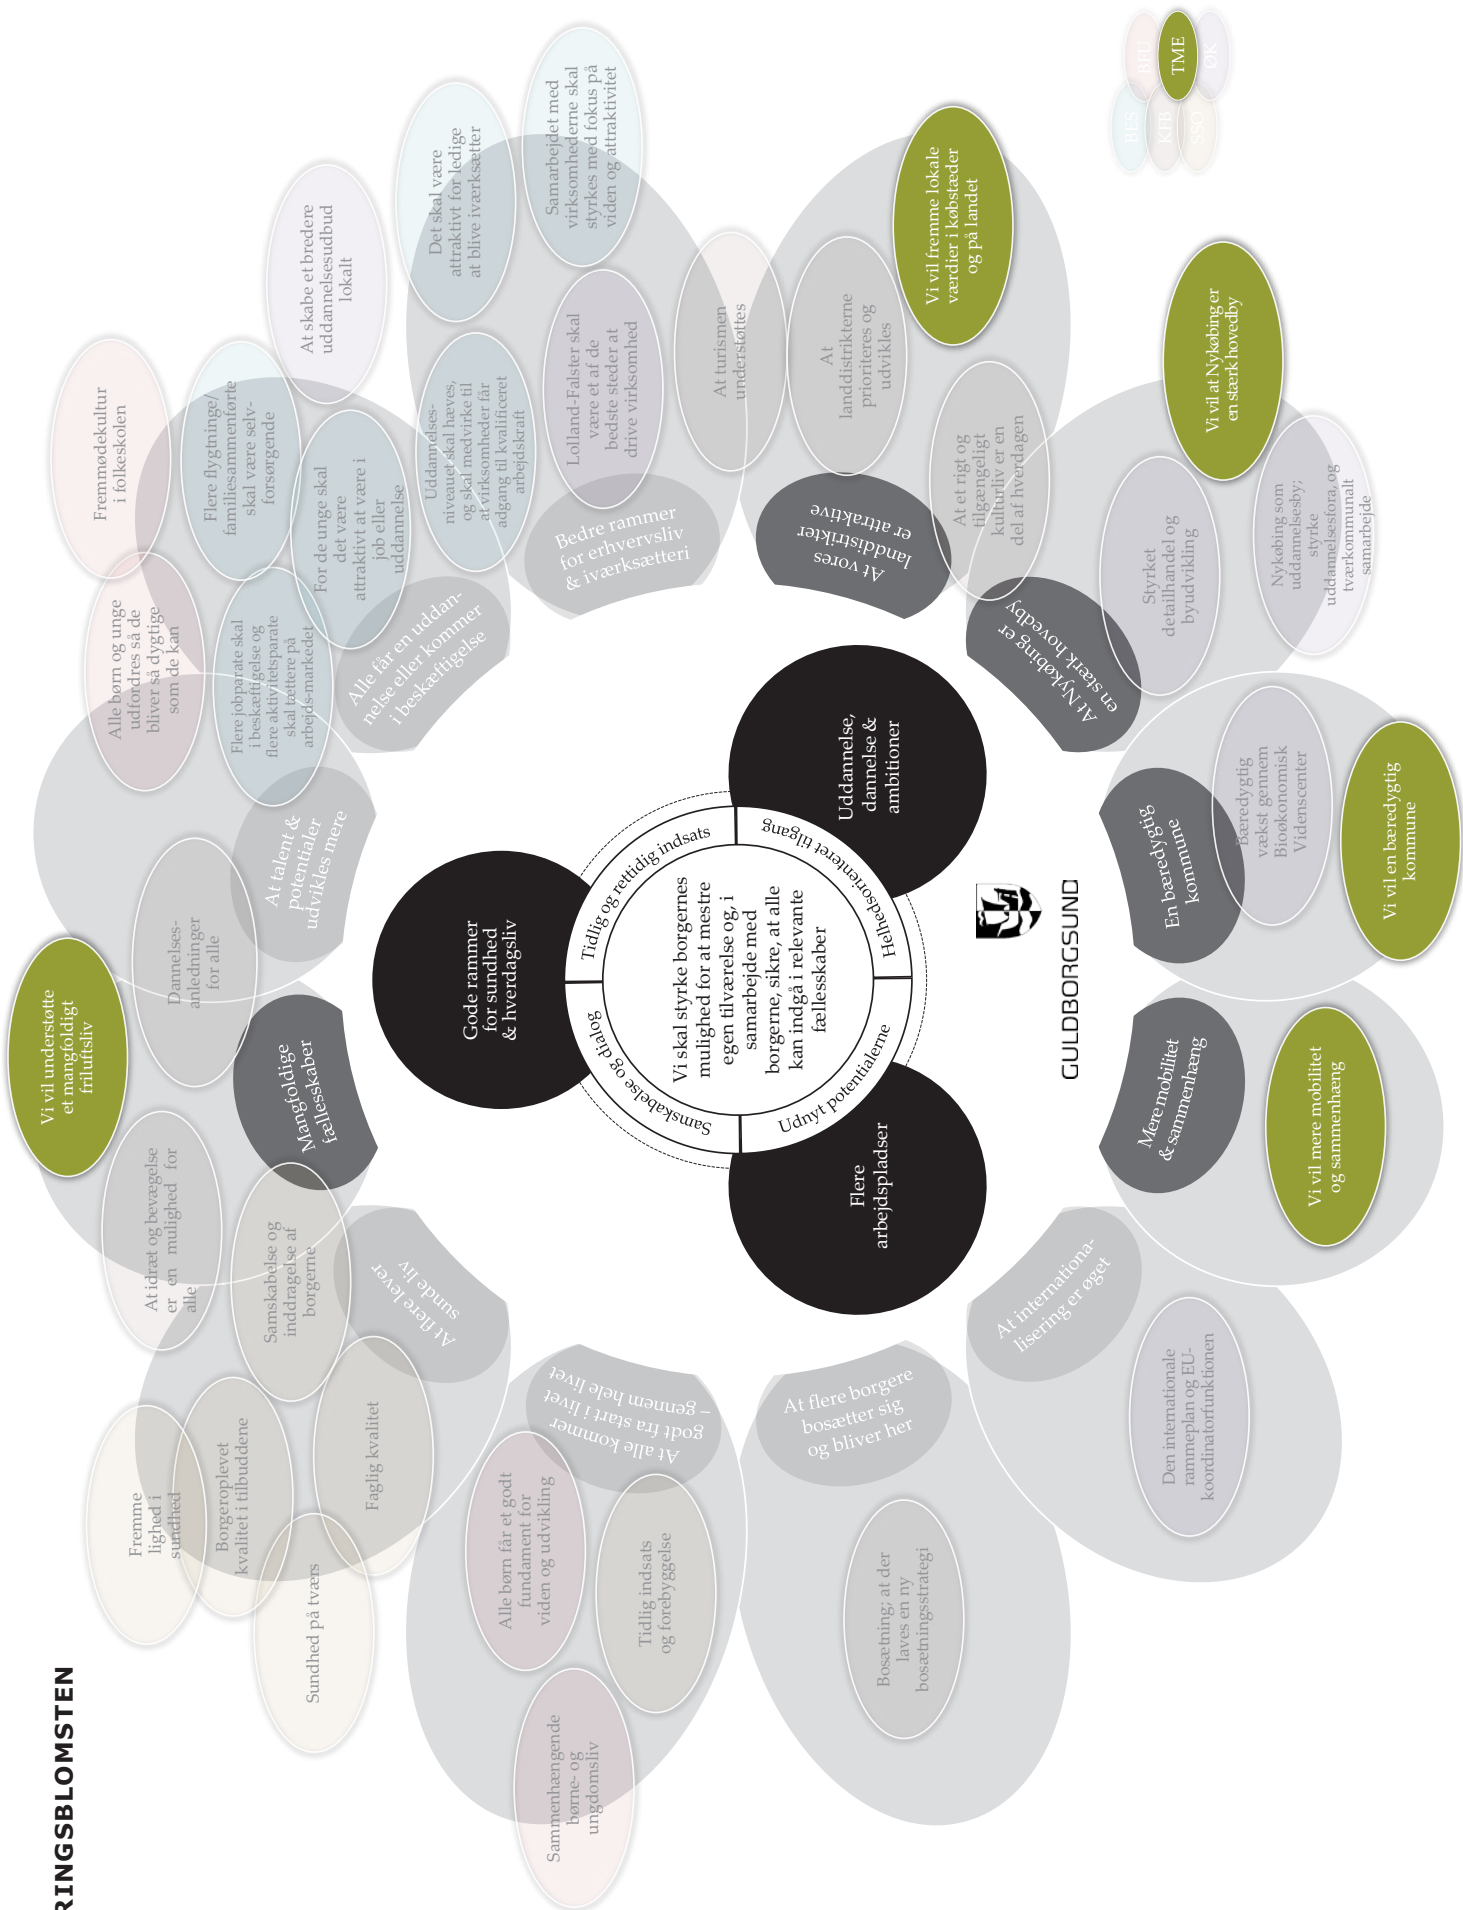 RINGSBLOMSTEN
Vi skal styrke borgernes
mulighed for at mestre
egen tilværelse og, i
samarbejde med
borgerne, sikre, at alle
kan indgå i relevante
fællesskaber
Samskabelse og dialog
Tidlig og rettidig indsats
Helhedsorienteret tilgang
Udnyt potentialerne
Gode rammer
for sundhed
& hverdagsliv
Uddannelse,
dannelse &
ambitioner
Flere
arbejdspladser
GULDBORGSUND
Mangfoldige
fællesskaber
Vi vil understøtte
et mangfoldigt
friluftsliv
At idræt og bevægelse
er en mulighed for
alle
Dannelses-
anledninger
for alle
Samskabelse og
inddragelse af
borgerne
At talent &
potentialer
udvikles mere
Alle børn og unge
udfordres så de
bliver så dygtige
som de kan
Fremmødekultur
i folkeskolen
Alle får en uddan-
nelse eller kommer
i beskæftigelse
Flere jobparate skal
i beskæftigelse og
flere aktivitetsparate
skal tættere på
arbejds-markedet
Flere flygtninge/
familiesammenførte
skal være selv-
forsørgende
For de unge skal
det være
attraktivt at være i
job eller
uddannelse
At skabe et bredere
uddannelsesudbud
lokalt
Bedre rammer
for erhvervsliv
& iværksætteri
Uddannelses-
niveauet skal hæves,
og skal medvirke til
at virksomheder får
adgang til kvalificeret
arbejdskraft
Det skal være
attraktivt for ledige
at blive iværksætter
Samarbejdet med
virksomhederne skal
styrkes med fokus på
viden og attraktivitet
Lolland-Falster skal
være et af de
bedste steder at
drive virksomhed
At turismen
understøttes
At vores
landdistrikter
er attraktive
At
landdistrikterne
prioriteres og
udvikles
Vi vil fremme lokale
værdier i købstæder
og på landet
At et rigt og
tilgængeligt
kulturliv er en
del af hverdagen
At Nykøbing er
en stærk hovedby
Vi vil at Nykøbing er
en stærk hovedby
Styrket
detailhandel og
byudvikling
Nykøbing som
uddannelsesby;
styrke
uddannelsesfora, og
tværkommunalt
samarbejde
En bæredygtig
kommune
Bæredygtig
vækst gennem
Bioøkonomisk
Videnscenter
Vi vil en bæredygtig
kommune
Mere mobilitet
& sammenhæng
Vi vil mere mobilitet
og sammenhæng
At internationa-
lisering er øget
Den internationale
rammeplan og EU-
koordinatorfunktionen
At flere borgere
bosætter sig
og bliver her
Bosætning; at der
laves en ny
bosætningsstrategi
At alle kommer
godt fra start i livet
– gennem hele livet
Alle børn får et godt
fundament for
viden og udvikling
Tidlig indsats
og forebyggelse
Sammenhængende
børne- og
ungdomsliv
At flere lever
sunde liv
Faglig kvalitet
Borgeroplevet
kvalitet i tilbuddene
Fremme
lighed i
sundhed
Sundhed på tværs
BES
BFU
KFB
TME
SSO
ØK